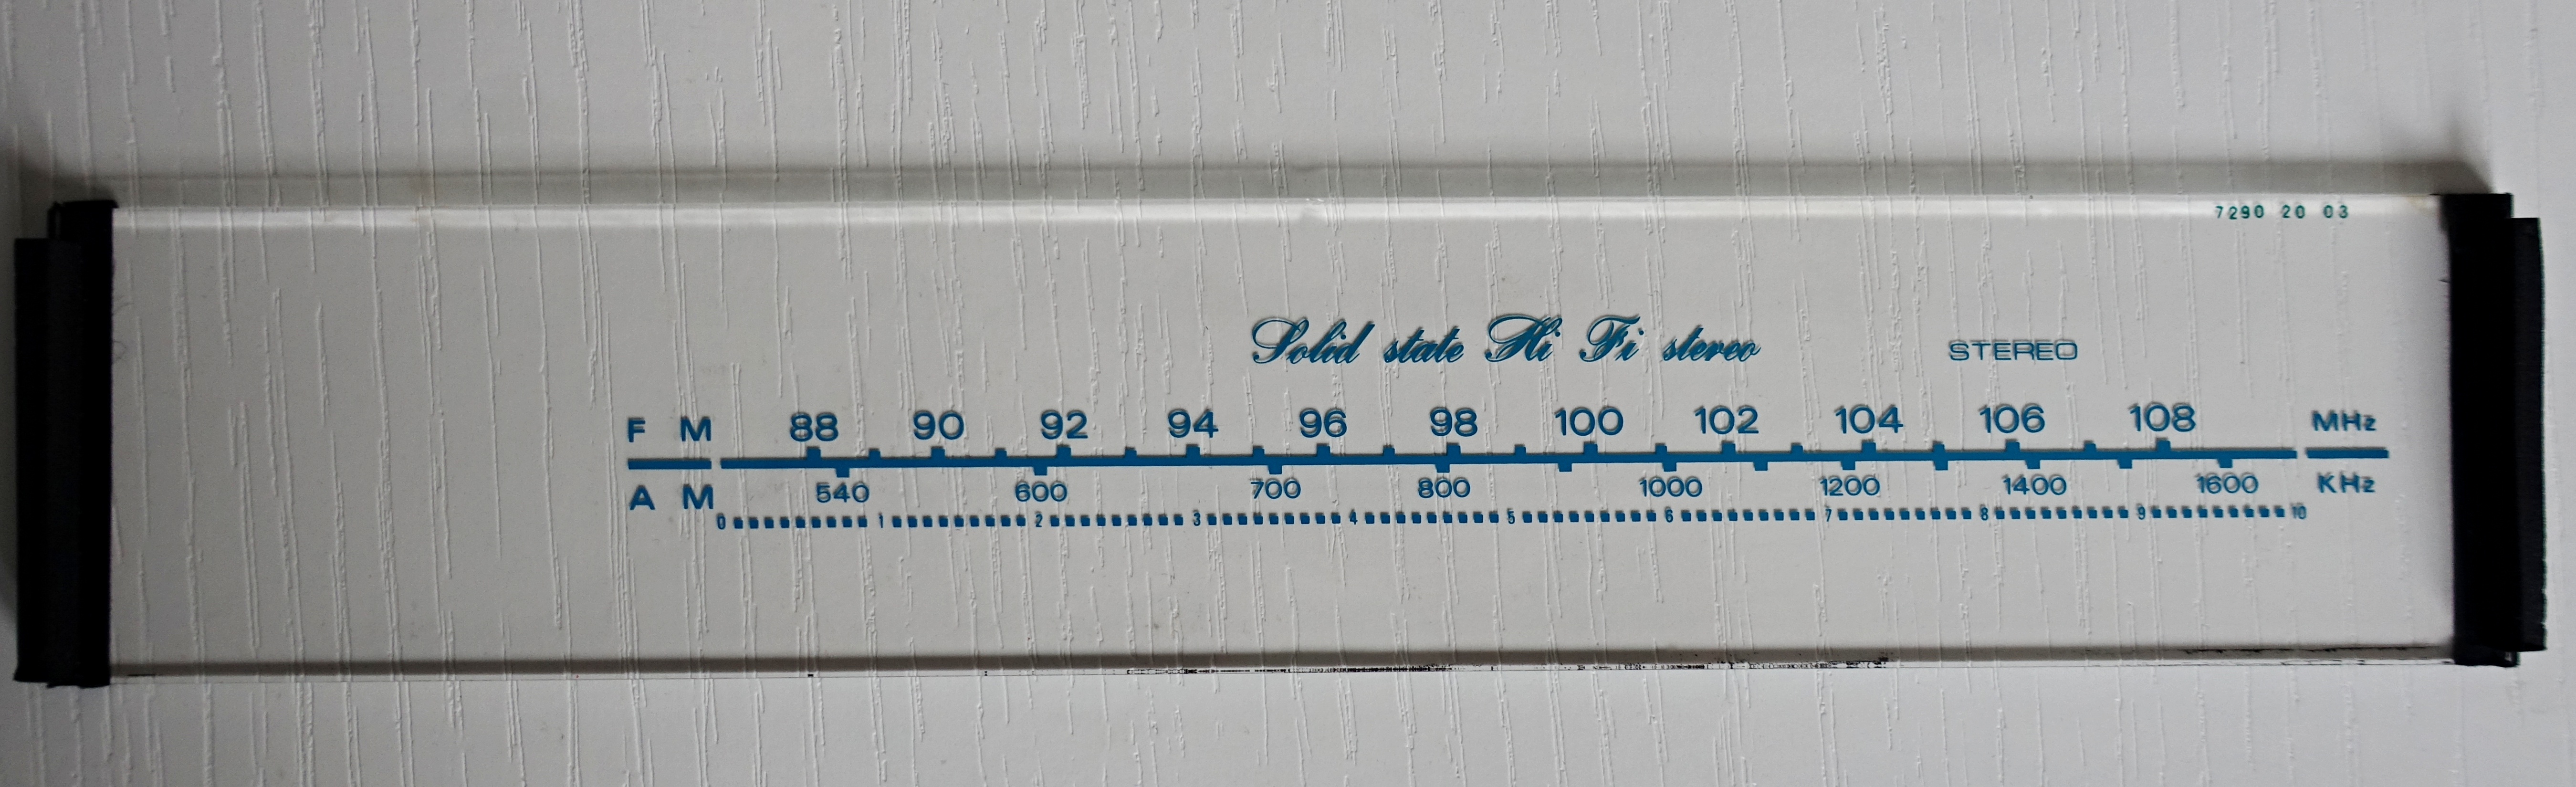 7290 20 03
Solid state Hi Fi stereo STEREO
F M 88 90 92 94 96 98 100 102 104 106 108 MHz
A M 540 600 700 800 1000 1200 1400 1600 KHz
0 1 2 3 4 5 6 7 8 9 10